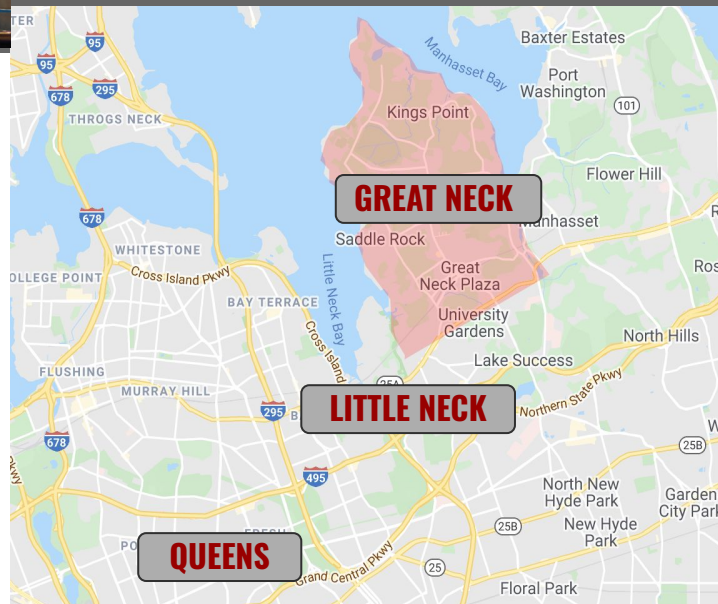 TER
95
95
295
678
THROGS NECK
Manhasset Bay
Baxter Estates
Port
Washington
101
Kings Point
Flower Hill
GREAT NECK
Manhasset
678
Saddle Rock
WHITESTONE
Cross Island Pkwy
OLLEGE POINT
Little Neck Bay
Great
Neck Plaza
Ros
BAY TERRACE
University
Gardens
Cross Island
North Hills
Lake Success
FLUSHING
25A
MURRAY HILL
Northern State Pkwy
LITTLE NECK
295
B
W
678
25B
495
Pkwy
North New
Hyde Park
Garden
City Park
25B
New Hyde
Park
FRESH
PO
QUEENS
Grand Central Pkwy
25
Floral Park